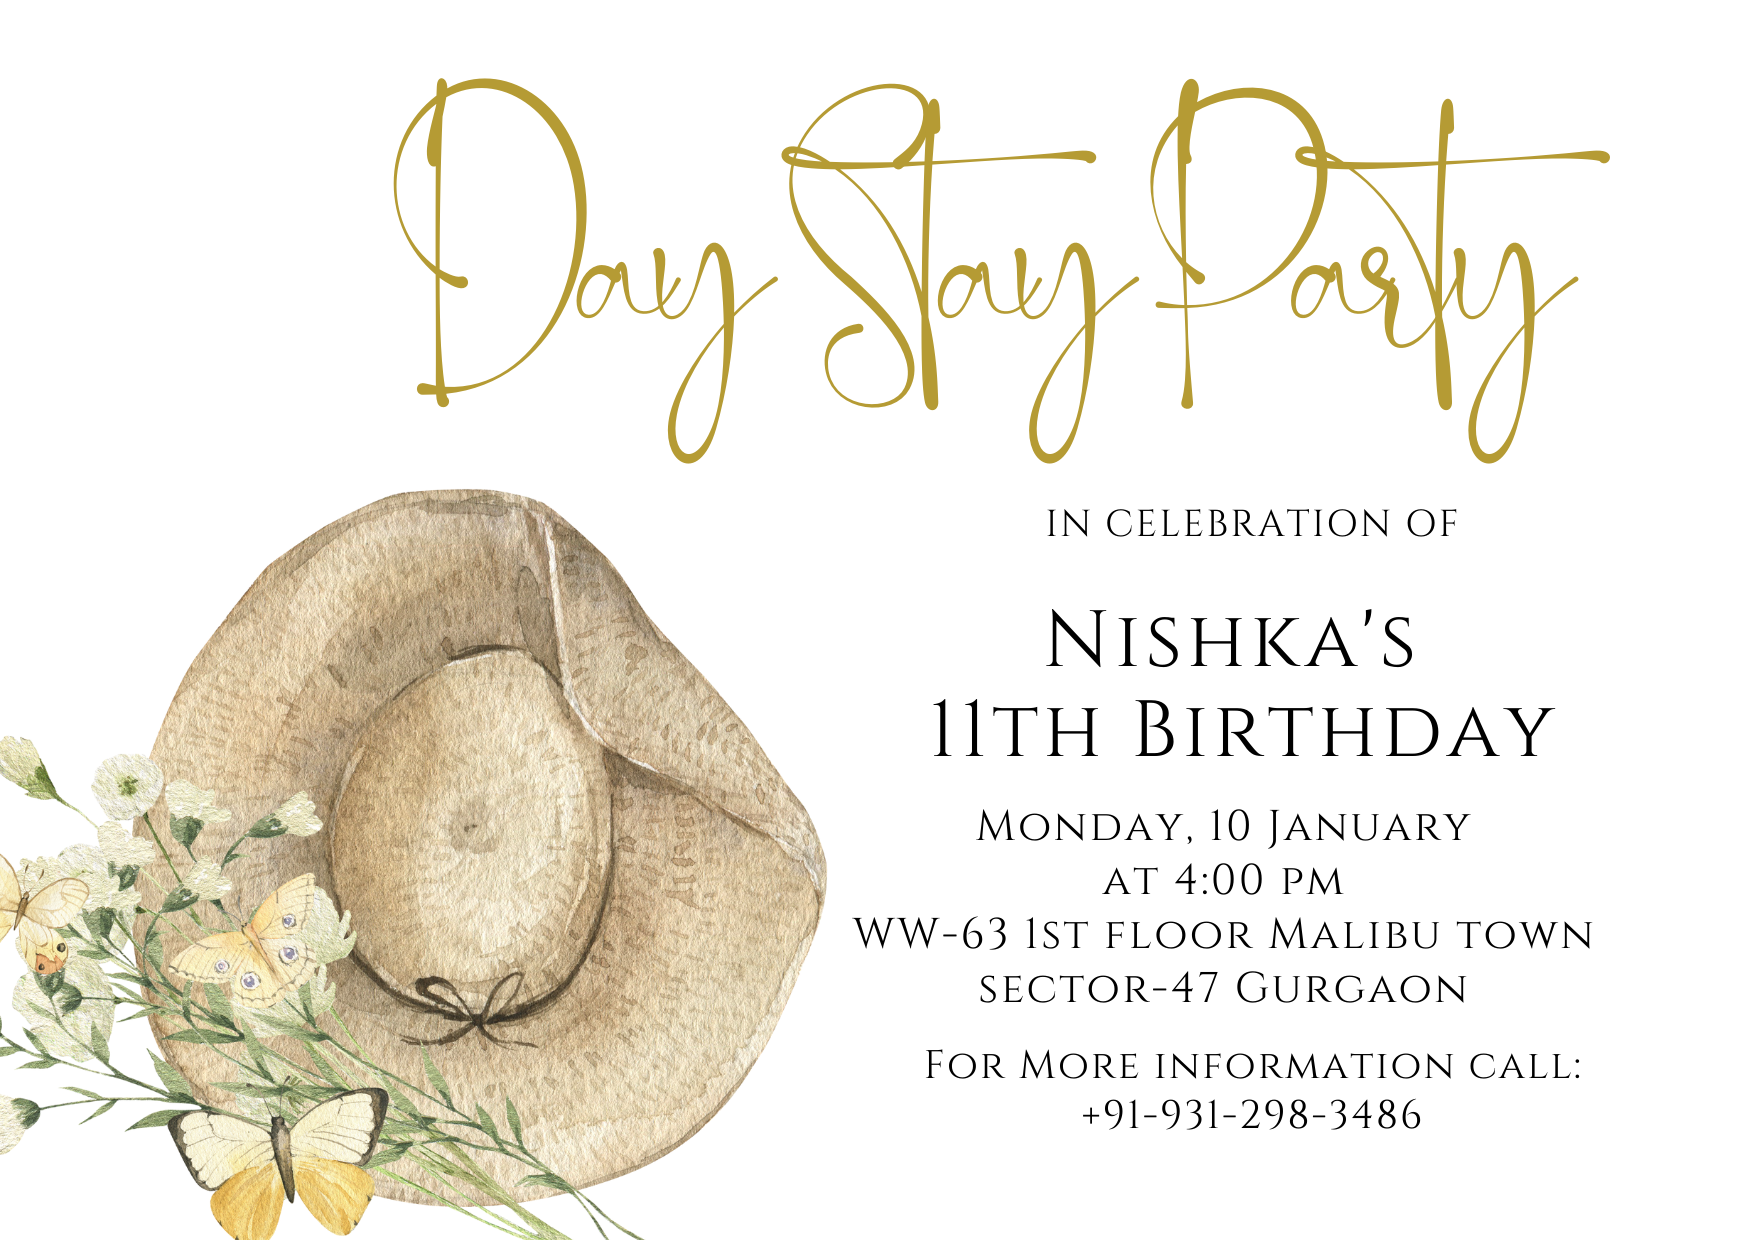 Day Stay Party
IN CELEBRATION OF
Nishka's
11th Birthday
Monday, 10 January
at 4:00 pm
WW-63 1st floor Malibu town
sector-47 Gurgaon
For More information call:
+91-931-298-3486